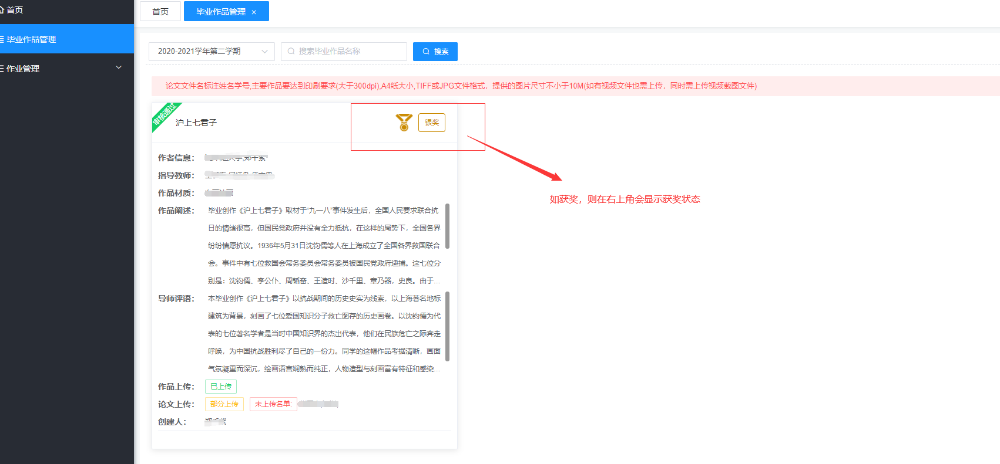 首页
毕业作品管理
作业管理
首页
毕业作品管理 ×
2020-2021学年第二学期
搜索毕业作品名称
搜索
论文文件名标注姓名学号,主要作品要达到印刷要求(大于300dpi),A4纸大小,TIFF或JPG文件格式，提供的图片尺寸不小于10M(如有视频文件也需上传，同时需上传视频截图文件)
审核通过
沪上七君子
银奖
如获奖，则在右上角会显示获奖状态
作者信息：
指导教师：
作品材质：
作品阐述：
毕业创作《沪上七君子》取材于“九一八”事件发生后，全国人民要求联合抗
日的情绪很高，但国民党政府并没有全力抵抗，在这样的局势下，全国各界
纷纷情愿抗议。1936年5月31日沈钧儒等人在上海成立了全国各界救国联合
会。事件中有七位救国会常务委员会常务委员被国民党政府逮捕。这七位分
别是：沈钧儒、李公仆、周韬奋、王造时、沙千里、章乃器，史良。由于...
导师评语：
本毕业创作《沪上七君子》以抗战期间的历史史实为线索，以上海著名地标
建筑为背景，刻画了七位爱国知识分子救亡图存的历史画卷。以沈钧儒为代
表的七位著名学者是当时中国知识界的杰出代表，他们在民族危亡之际奔走
呼唤，为中国抗战胜利尽了自己的一份力。同学的这幅作品考据清晰，画面
气氛凝重而深沉，绘画语言娴熟而纯正，人物造型与刻画富有特征和感染...
作品上传：
已上传
论文上传：
部分上传 未上传名单:
创建人：